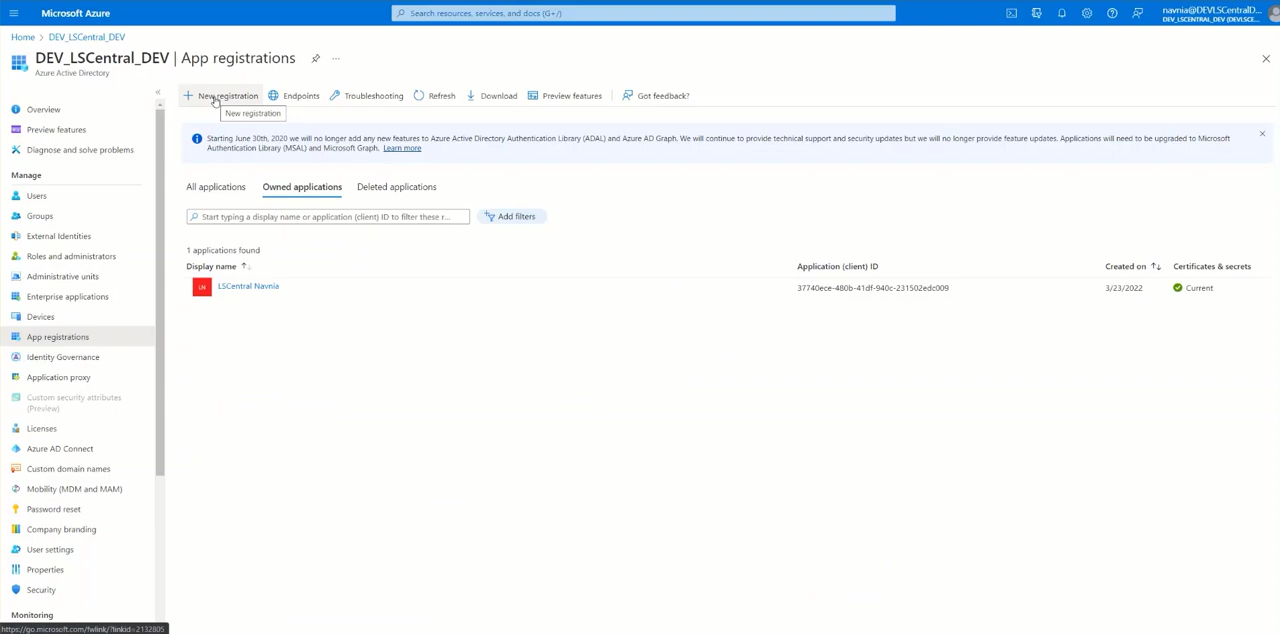 Microsoft Azure
Search resources, services, and docs (G+/)
navnia@DEVLSCentralD...
DEV_LSCENTRAL_DEV (DEVLSCE...
Home > DEV_LSCentral_DEV
DEV_LSCentral_DEV | App registrations
Azure Active Directory
New registration
Endpoints
Troubleshooting
Refresh
Download
Preview features
Got feedback?
New registration
Starting June 30th, 2020 we will no longer add any new features to Azure Active Directory Authentication Library (ADAL) and Azure AD Graph. We will continue to provide technical support and security updates but we will no longer provide feature updates. Applications will need to be upgraded to Microsoft
Authentication Library (MSAL) and Microsoft Graph. Learn more
All applications
Owned applications
Deleted applications
Start typing a display name or application (client) ID to filter these r...
Add filters
1 applications found
Display name
Application (client) ID
Created on
Certificates & secrets
LN
LSCentral Navnia
37740ece-480b-41df-940c-231502edc009
3/23/2022
Current
Overview
Preview features
Diagnose and solve problems
Manage
Users
Groups
External Identities
Roles and administrators
Administrative units
Enterprise applications
Devices
App registrations
Identity Governance
Application proxy
Custom security attributes
(Preview)
Licenses
Azure AD Connect
Custom domain names
Mobility (MDM and MAM)
Password reset
Company branding
User settings
Properties
Security
Monitoring
https://go.microsoft.com/fwlink/?linkid=2132805